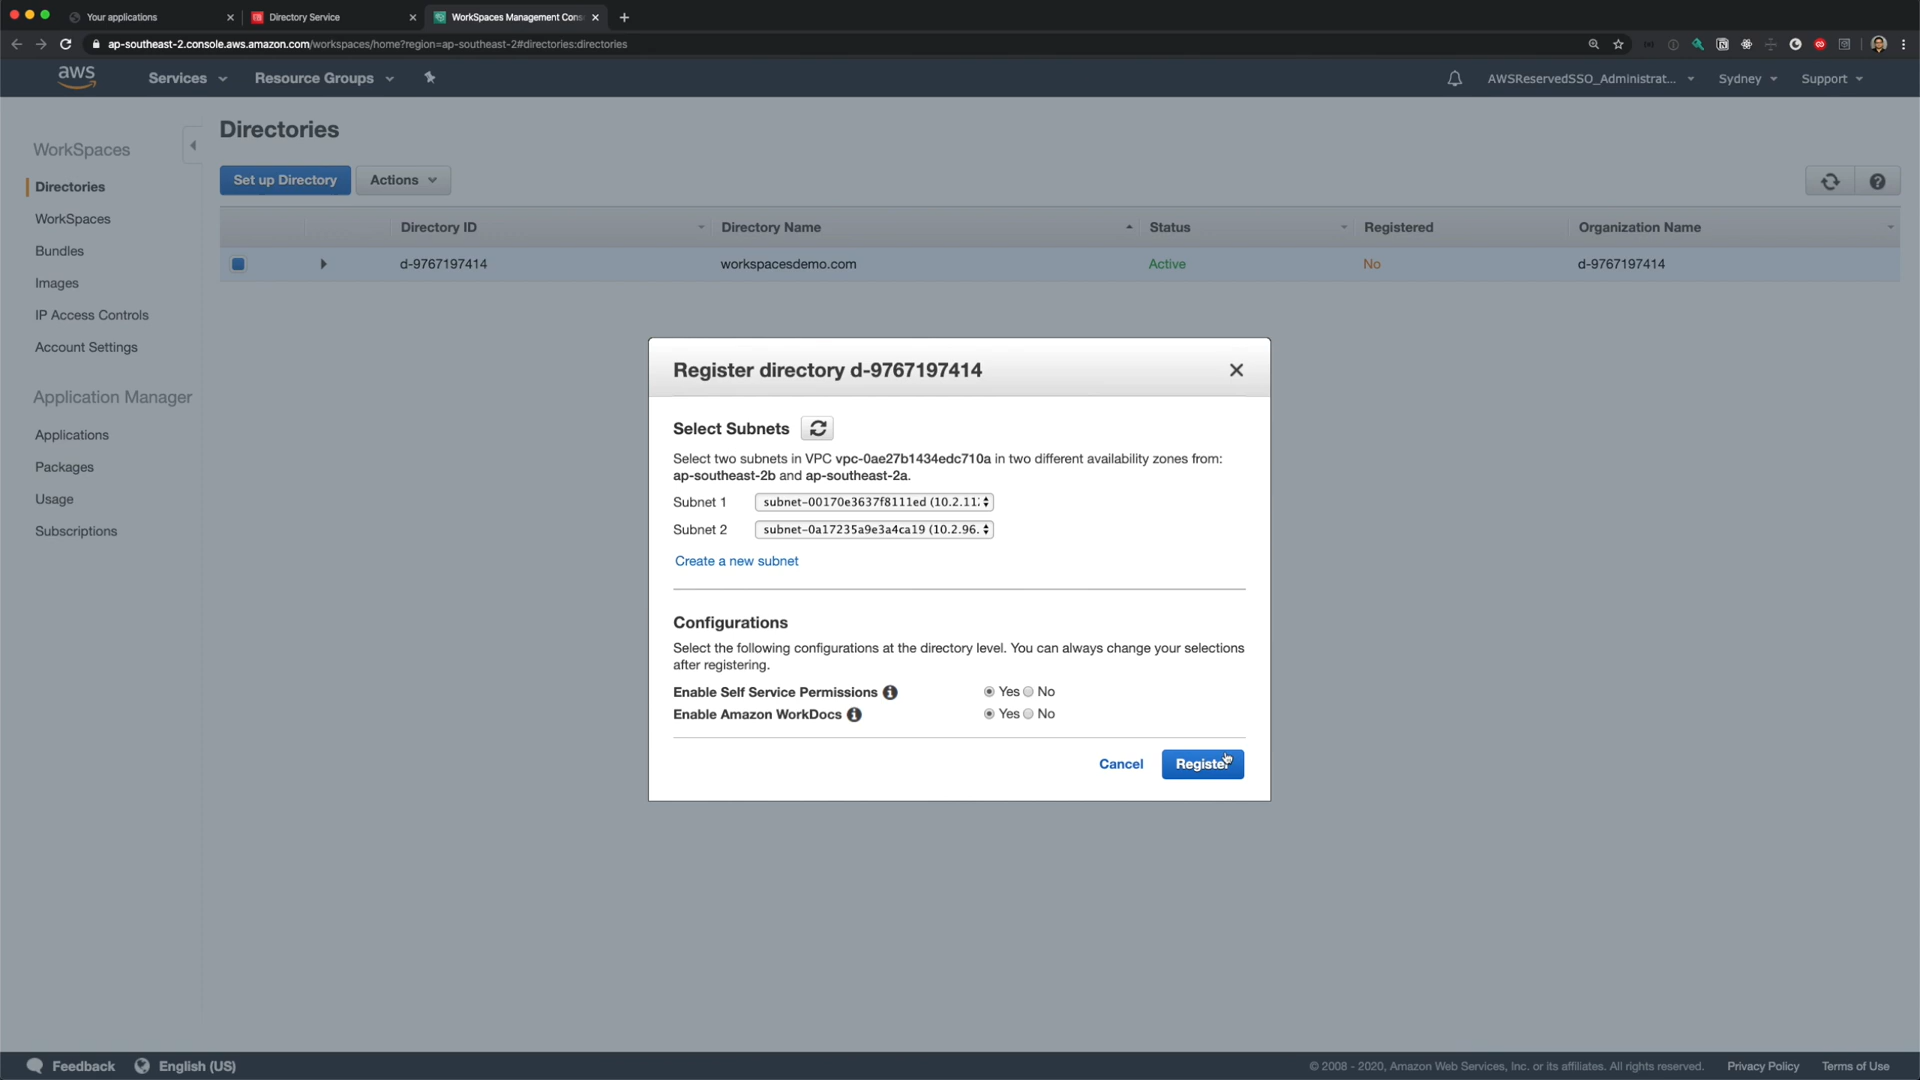 Your applications
Directory Service
WorkSpaces Management Cons
ap-southeast-2.console.aws.amazon.com/workspaces/home?region=ap-southeast-2#directories:directories
aws
Services
Resource Groups
AWSReservedSSO_Administrat...
Sydney
Support
WorkSpaces
Directories
WorkSpaces
Bundles
Images
IP Access Controls
Account Settings
Application Manager
Applications
Packages
Usage
Subscriptions
Directories
Set up Directory
Actions
Directory ID
Directory Name
Status
Registered
Organization Name
d-9767197414
workspacesdemo.com
Active
No
d-9767197414
Register directory d-9767197414
Select Subnets
Select two subnets in VPC vpc-0ae27b1434edc710a in two different availability zones from:
ap-southeast-2b and ap-southeast-2a.
Subnet 1 subnet-00170e3637f8111ed (10.2.11
Subnet 2 subnet-0a17235a9e3a4ca19 (10.2.96.
Create a new subnet
Configurations
Select the following configurations at the directory level. You can always change your selections
after registering.
Enable Self Service Permissions Yes No
Enable Amazon WorkDocs Yes No
Cancel
Register
Feedback
English (US)
© 2008 - 2020, Amazon Web Services, Inc. or its affiliates. All rights reserved.
Privacy Policy
Terms of Use